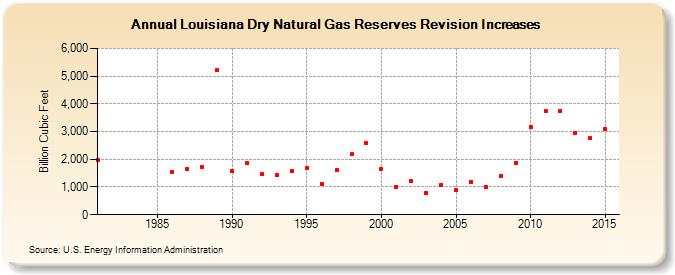 Annual Louisiana Dry Natural Gas Reserves Revision Increases
Billion Cubic Feet
6,000
5,000
4,000
3,000
2,000
1,000
0
1985 1990 1995 2000 2005 2010 2015
Source: U.S. Energy Information Administration